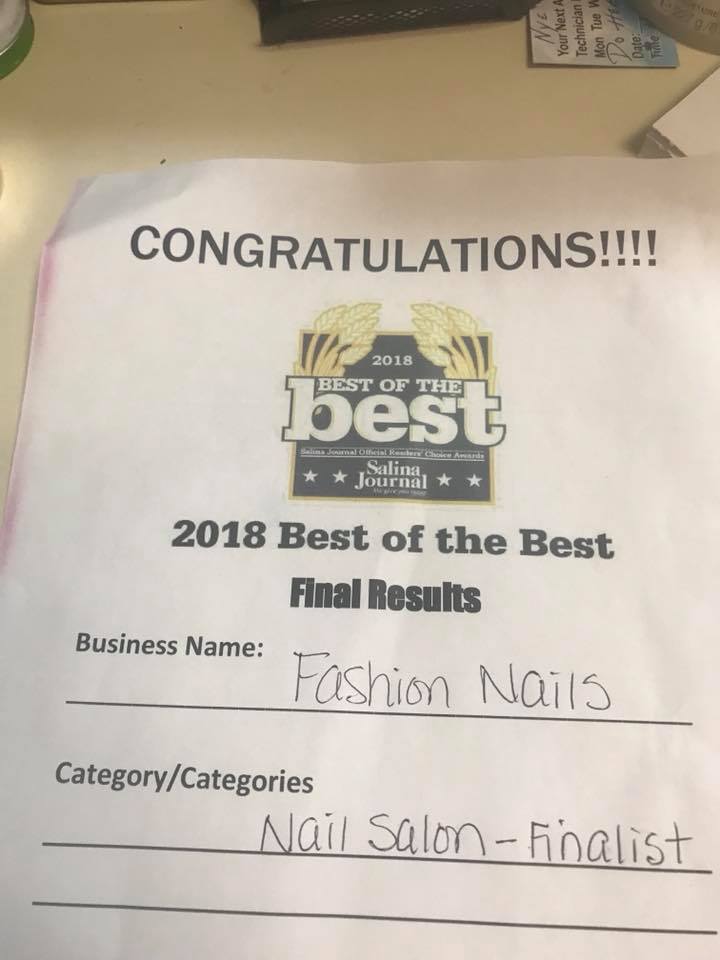 Your Next A
Technician
Mon Tue W
Date:
Time
CONGRATULATIONS!!!!
2018
BEST OF THE
best
Salina Journal Official Readers' Choice Awards
Salina
Journal
2018 Best of the Best
Final Results
Business Name:
Fashion Nails
Category/Categories
Nail Salon - Finalist